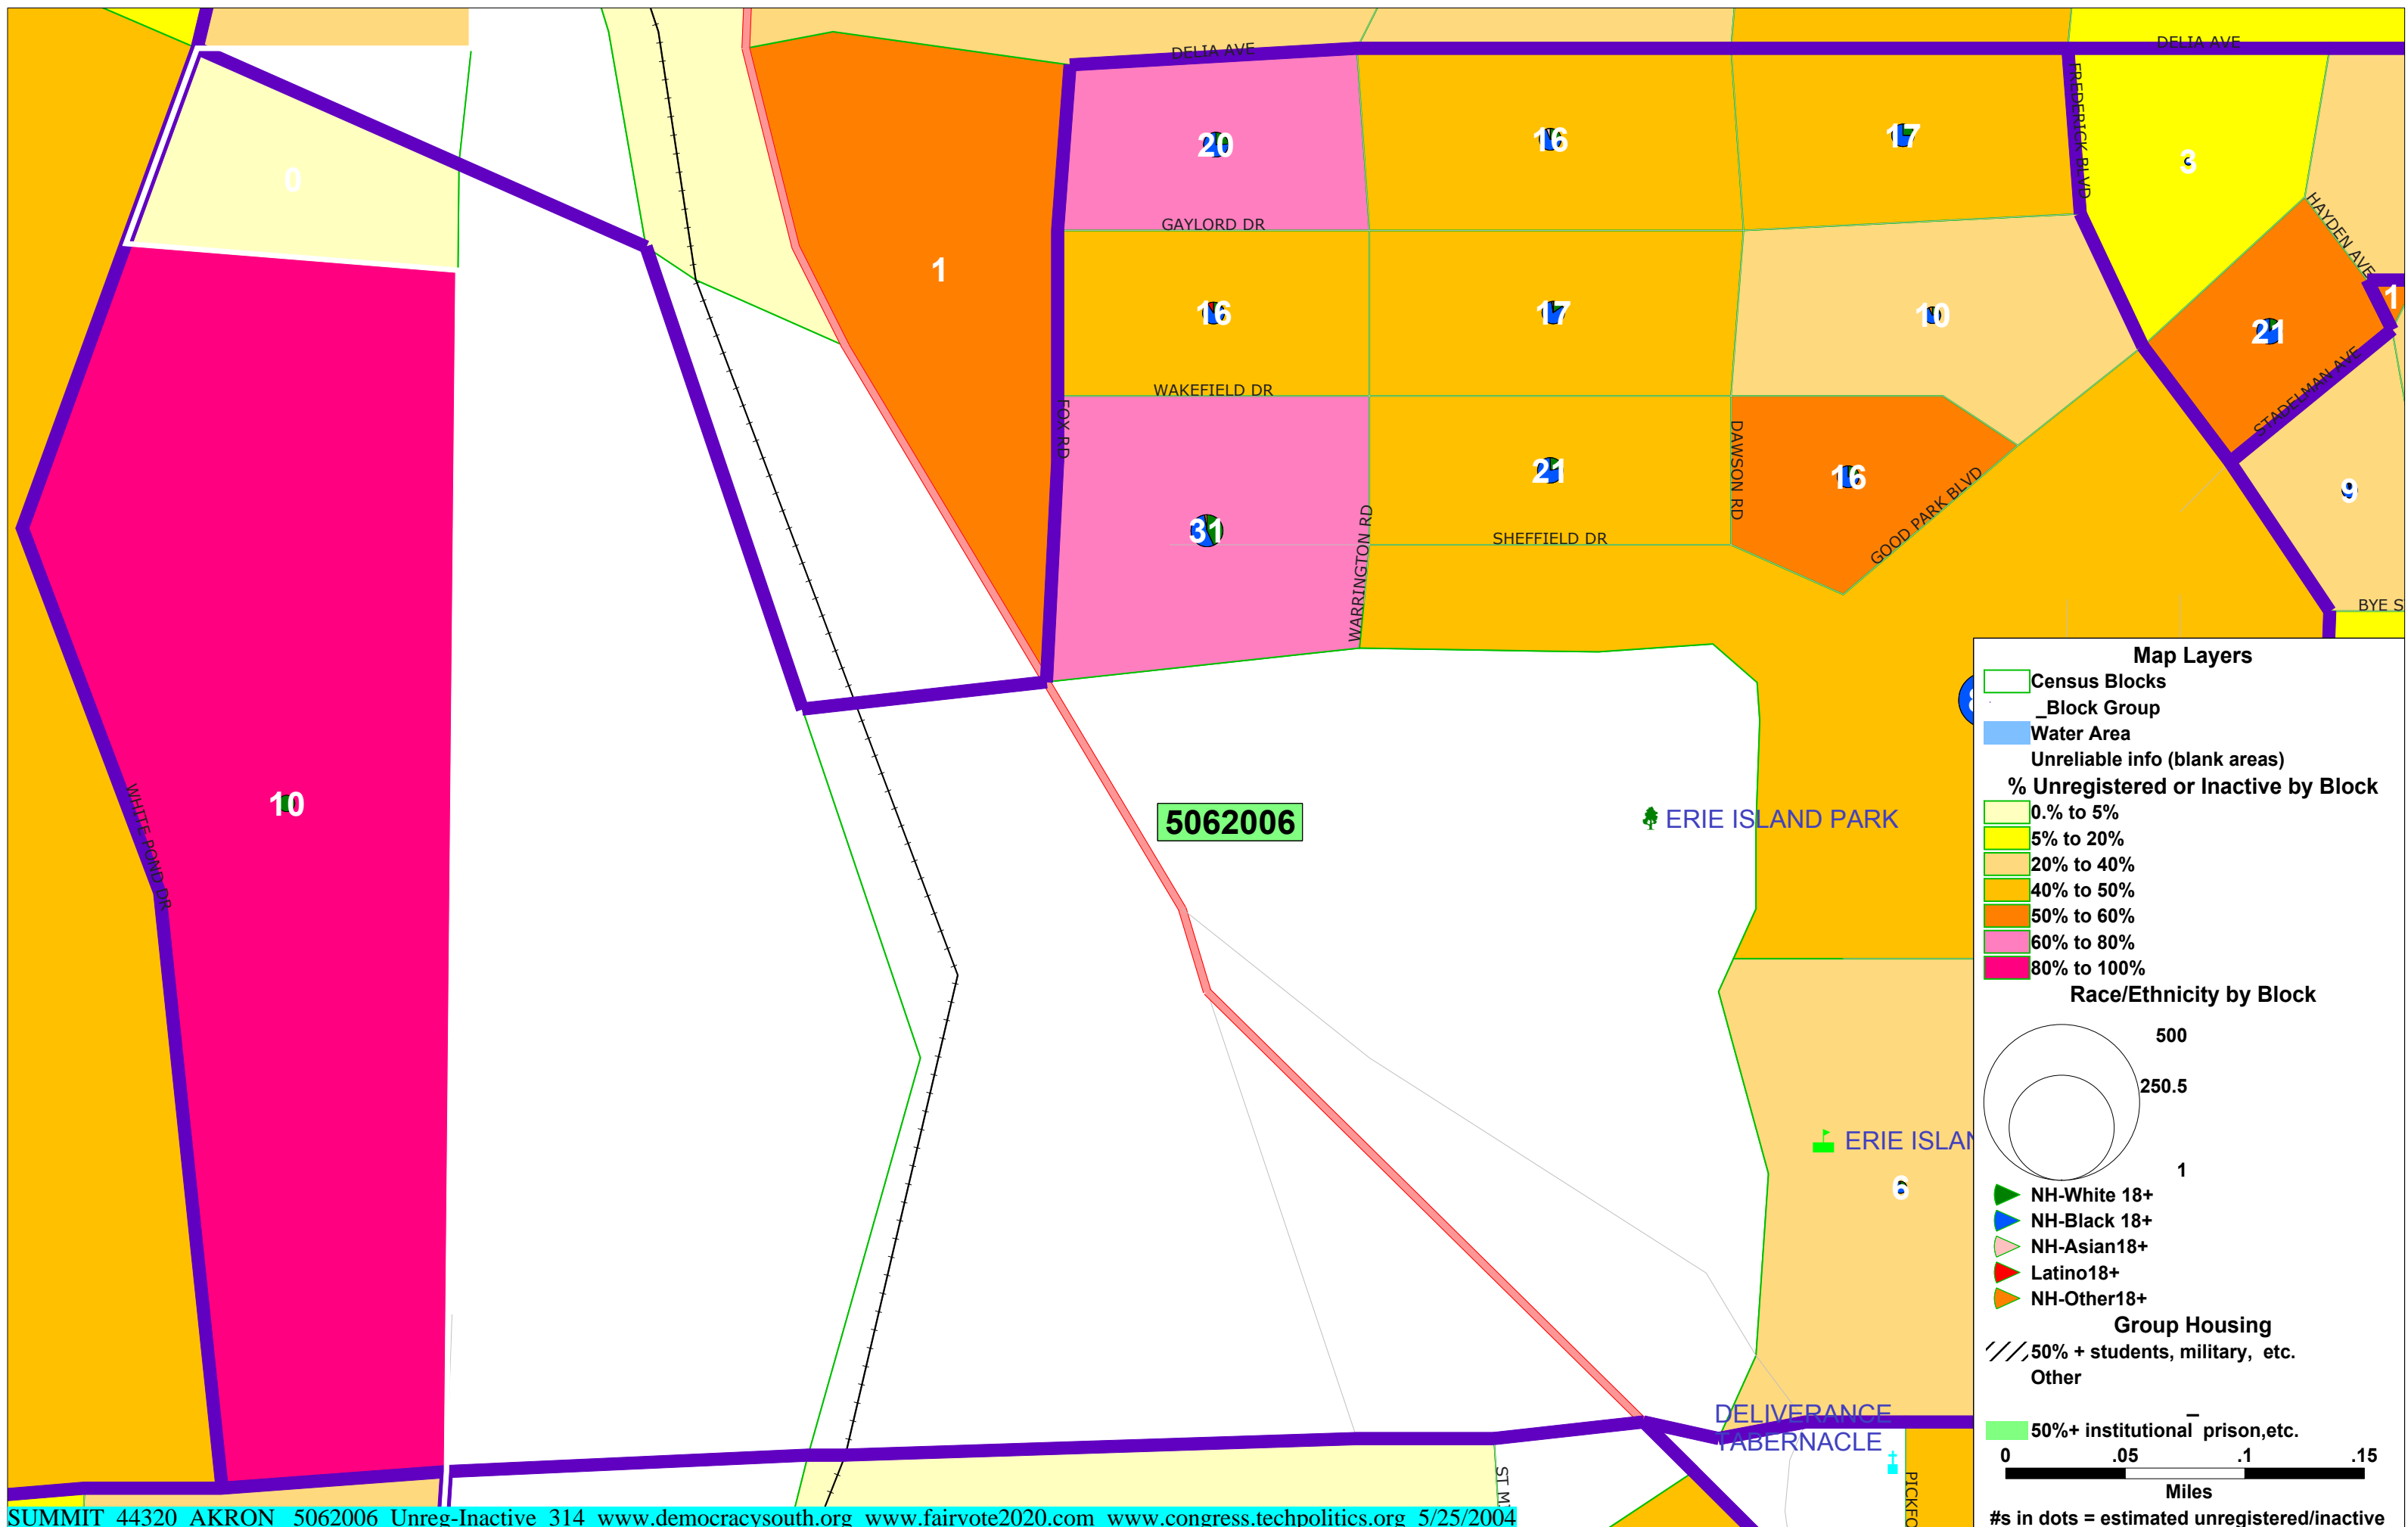 DELIA AVE
DELIA AVE
FREDERICK BLVD
20
16
17
3
0
HAYDEN AVE
GAYLORD DR
1
16
17
10
21
1
WAKEFIELD DR
FOX RD
DAWSON RD
STADELMAN AVE
31
21
16
9
GOOD PARK BLVD
WARRINGTON RD
SHEFFIELD DR
BYE S
10
WHITE POND DR
5062006
ERIE ISLAND PARK
8
ERIE ISLAN
6
DELIVERANCE
TABERNACLE
PICKFO
Map Layers
Census Blocks
_Block Group
Water Area
Unreliable info (blank areas)
% Unregistered or Inactive by Block
0.% to 5%
5% to 20%
20% to 40%
40% to 50%
50% to 60%
60% to 80%
80% to 100%
Race/Ethnicity by Block
500
250.5
1
NH-White 18+
NH-Black 18+
NH-Asian18+
Latino18+
NH-Other18+
Group Housing
50% + students, military, etc.
Other
_
50%+ institutional prison,etc.
0 .05 .1 .15
Miles
#s in dots = estimated unregistered/inactive
SUMMIT 44320 AKRON 5062006 Unreg-Inactive 314 www.democracysouth.org www.fairvote2020.com www.congress.techpolitics.org 5/25/2004